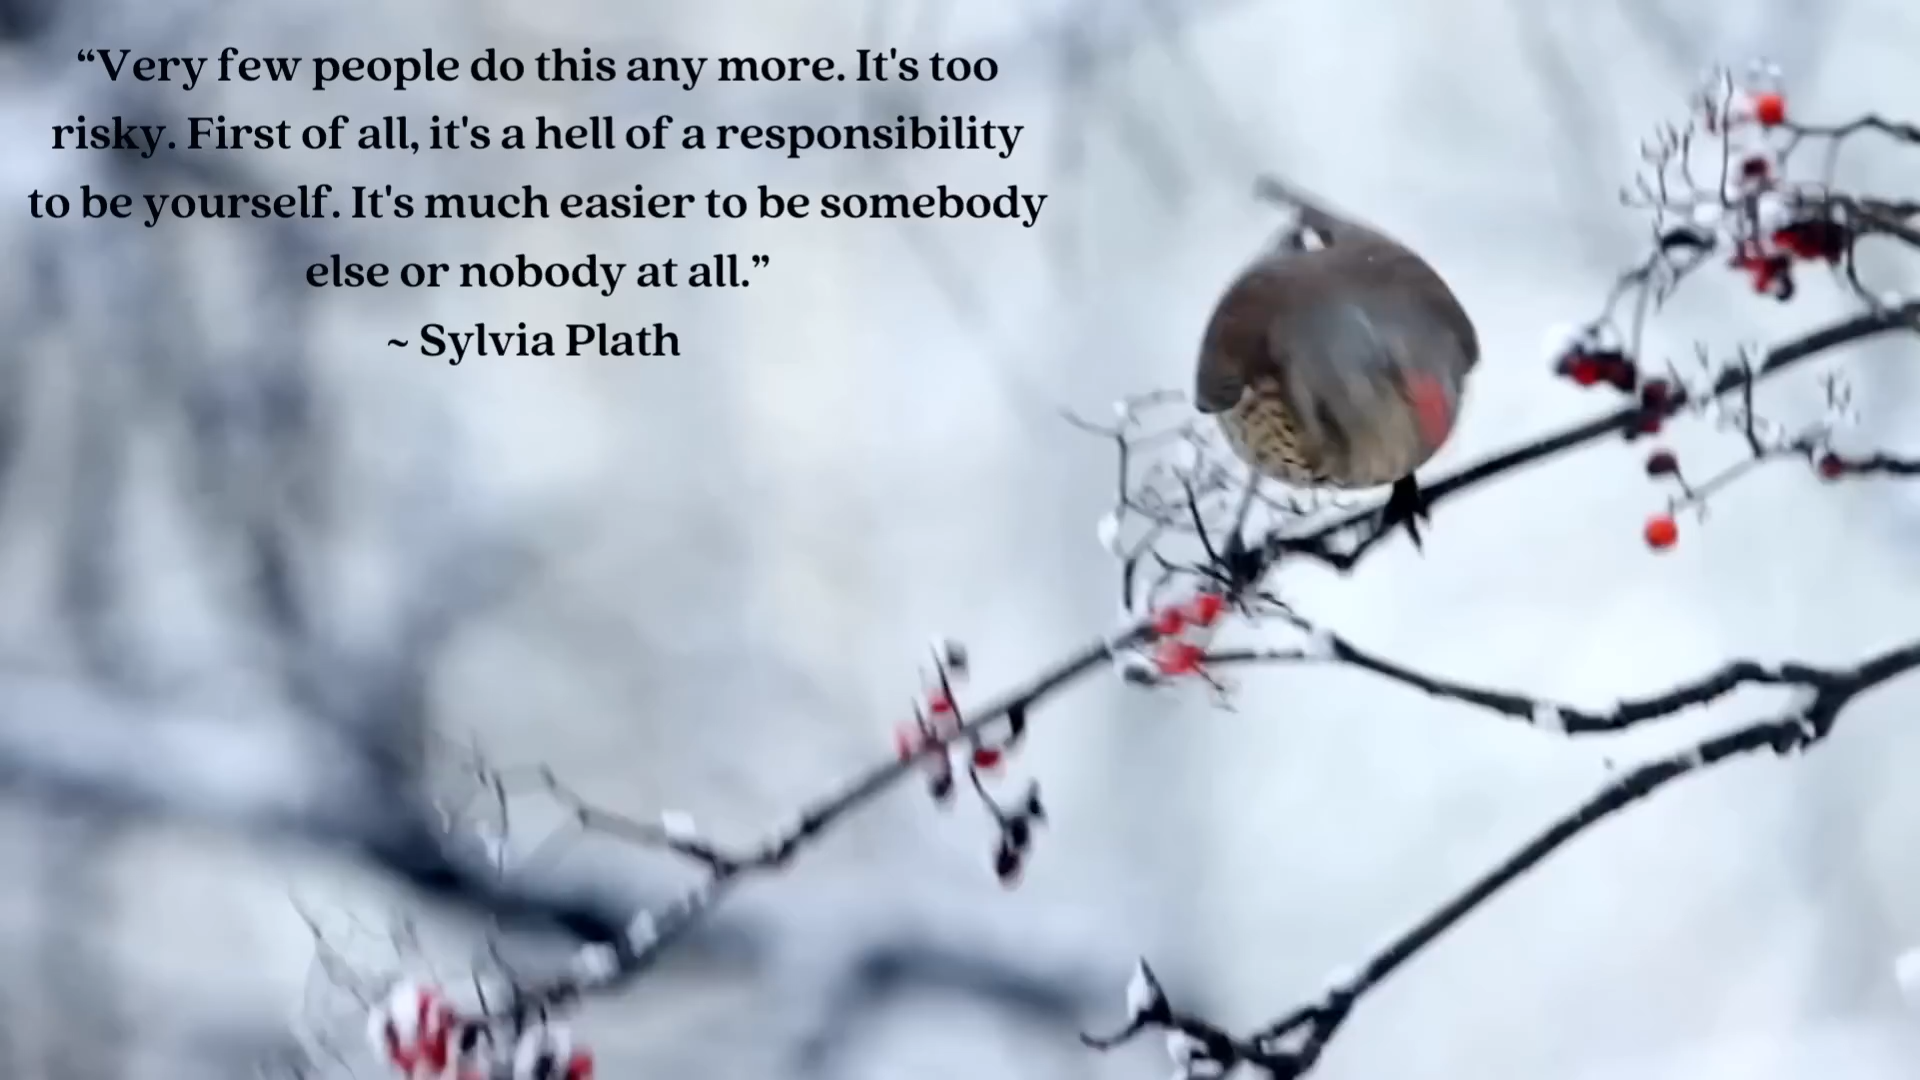 “Very few people do this any more. It's too
risky. First of all, it's a hell of a responsibility
to be yourself. It's much easier to be somebody
else or nobody at all.”
~ Sylvia Plath